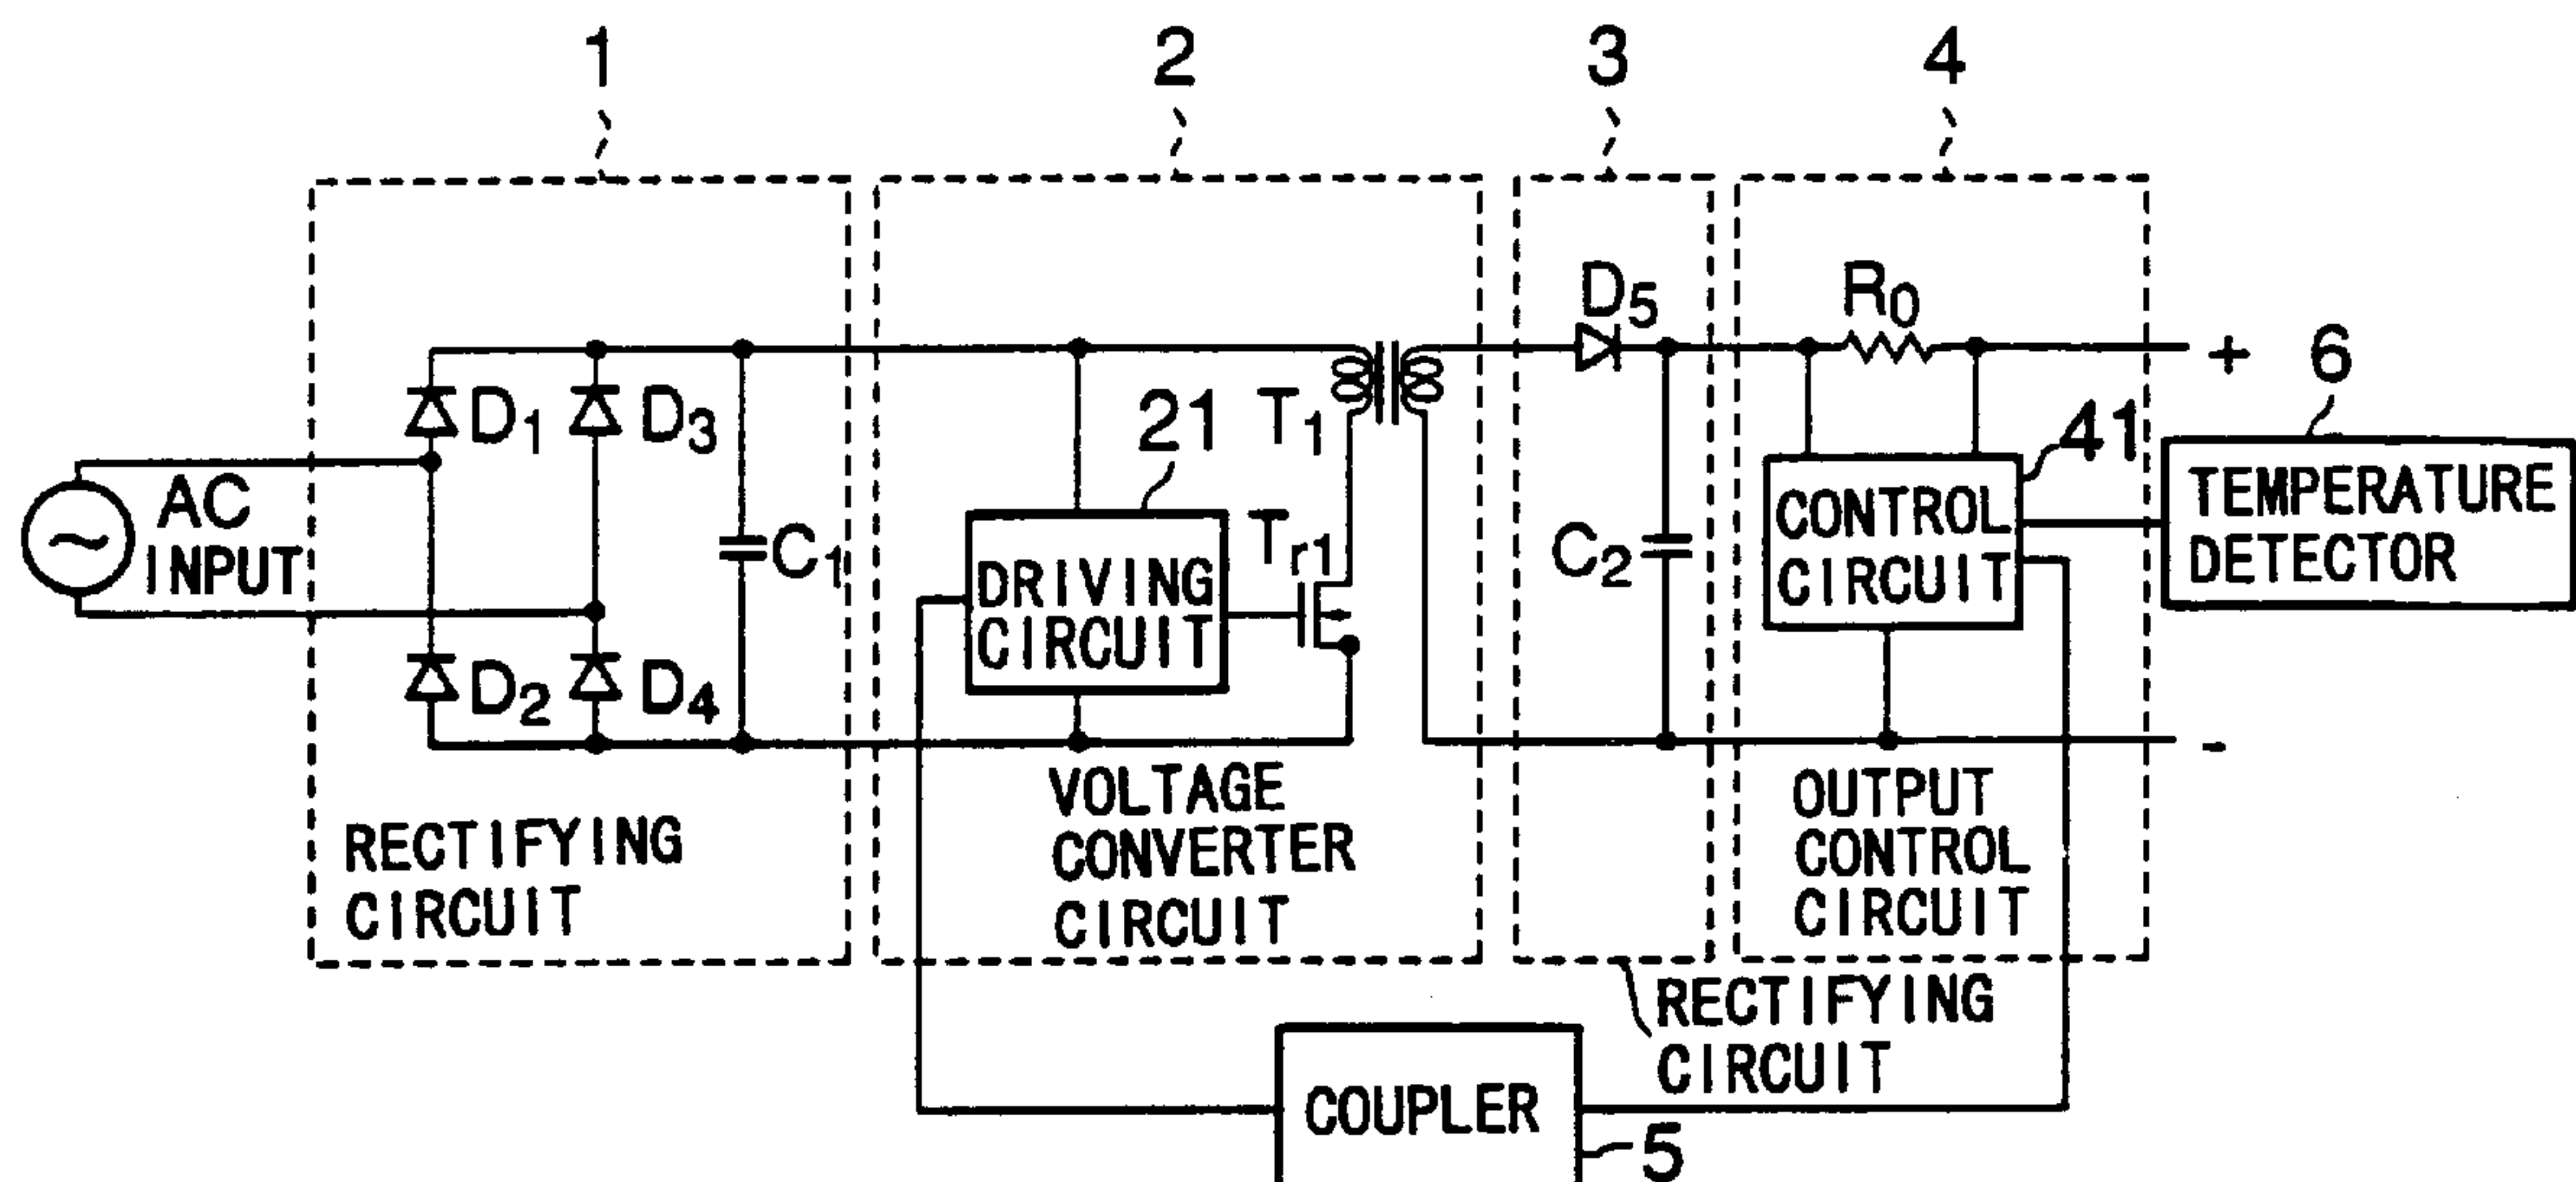 1
2
3
4
D5
R0
+
6
D1
D3
T1
21
41
AC
INPUT
C1
DRIVING
CIRCUIT
Tr1
C2
CONTROL
CIRCUIT
TEMPERATURE
DETECTOR
D2
D4
-
RECTIFYING
CIRCUIT
VOLTAGE
CONVERTER
CIRCUIT
OUTPUT
CONTROL
CIRCUIT
RECTIFYING
CIRCUIT
COUPLER
5